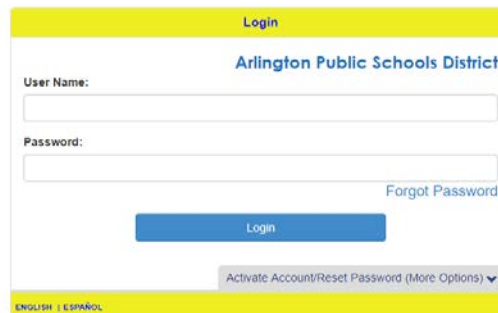 Login
Arlington Public Schools District
User Name:
Password:
Forgot Password
Login
Activate Account/Reset Password (More Options)
ENGLISH | ESPAÑOL